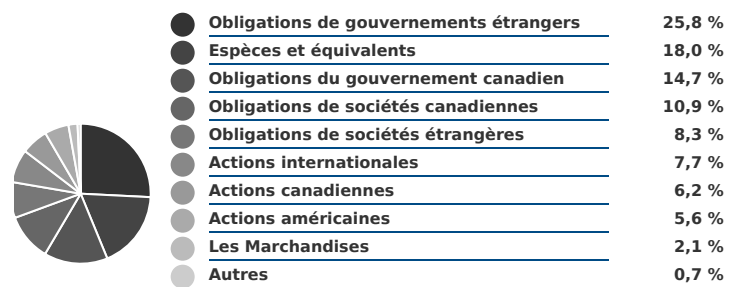 Obligations de gouvernements étrangers 25,8 %
Espèces et équivalents 18,0 %
Obligations du gouvernement canadien 14,7 %
Obligations de sociétés canadiennes 10,9 %
Obligations de sociétés étrangères 8,3 %
Actions internationales 7,7 %
Actions canadiennes 6,2 %
Actions américaines 5,6 %
Les Marchandises 2,1 %
Autres 0,7 %